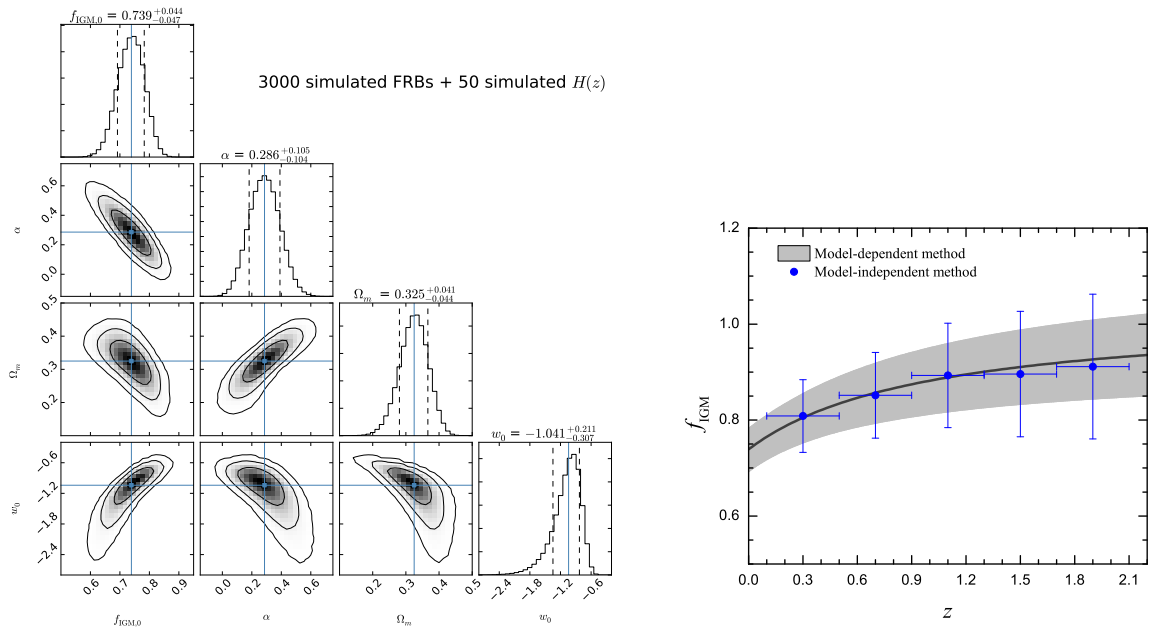 f_IGM,0 = 0.739 +0.044 −0.047
3000 simulated FRBs + 50 simulated H(z)
α = 0.286 +0.105 −0.104
0.6
0.4
0.2
0.0
α
Ω_m = 0.325 +0.041 −0.044
0.5
0.4
0.3
0.2
Ω_m
w_0 = −1.041 +0.211 −0.307
−0.6
−1.2
−1.8
−2.4
w_0
0.6 0.7 0.8 0.9
0.0 0.2 0.4 0.6
0.2 0.3 0.4 0.5
−2.4 −1.8 −1.2 −0.6
f_IGM,0
α
Ω_m
w_0
Model-dependent method
Model-independent method
1.2
1.0
0.8
0.6
f_IGM
0.0 0.3 0.6 0.9 1.2 1.5 1.8 2.1
z